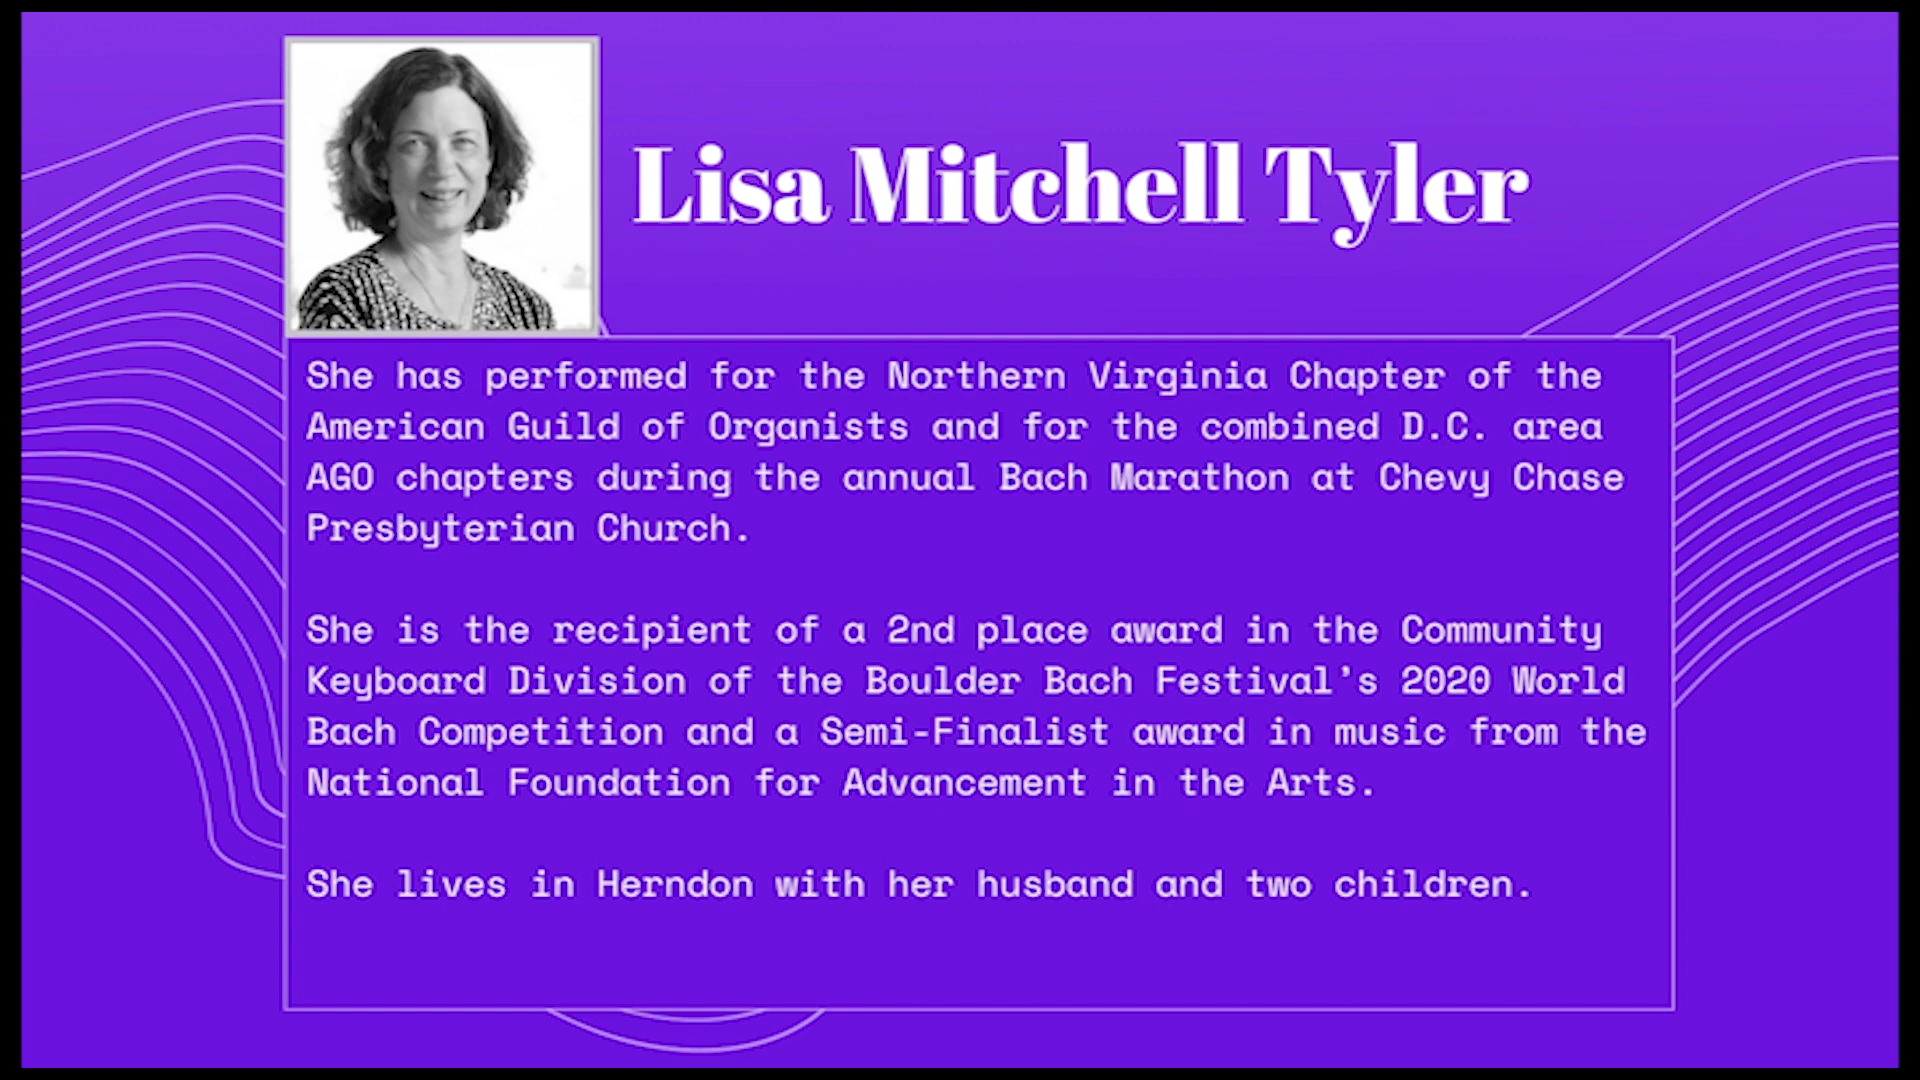 Lisa Mitchell Tyler
She has performed for the Northern Virginia Chapter of the
American Guild of Organists and for the combined D.C. area
AGO chapters during the annual Bach Marathon at Chevy Chase
Presbyterian Church.
She is the recipient of a 2nd place award in the Community
Keyboard Division of the Boulder Bach Festival's 2020 World
Bach Competition and a Semi-Finalist award in music from the
National Foundation for Advancement in the Arts.
She lives in Herndon with her husband and two children.